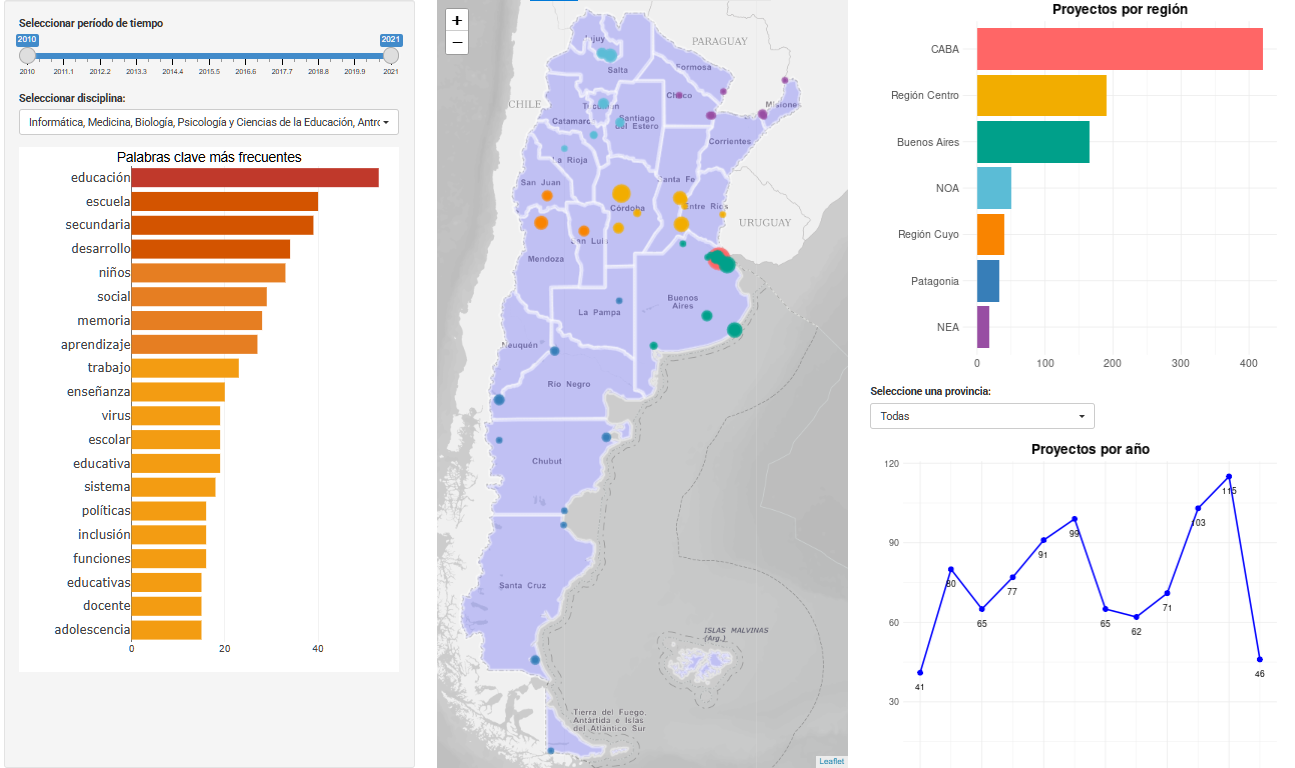 Seleccionar período de tiempo
2010
2021
2010
2011.1
2012.2
2013.3
2014.4
2015.5
2016.6
2017.7
2018.8
2019.9
2021
Seleccionar disciplina:
Informática, Medicina, Biología, Psicología y Ciencias de la Educación, Antro
Palabras clave más frecuentes
educación
escuela
secundaria
desarrollo
niños
social
memoria
aprendizaje
trabajo
enseñanza
virus
escolar
educativa
sistema
políticas
inclusión
funciones
educativas
docente
adolescencia
0
20
40
+
−
PARAGUAY
Jujuy
Salta
Formosa
CHILE
Chaco
Misiones
Tucumán
Catamarca
Santiago
del Estero
Corrientes
La Rioja
San Juan
Santa Fe
Córdoba
Entre Ríos
URUGUAY
San Luis
Mendoza
Buenos
Aires
La Pampa
Neuquén
Río Negro
Chubut
Santa Cruz
ISLAS MALVINAS
(Arg.)
Tierra del Fuego,
Antártida e Islas
del Atlántico Sur
Leaflet
Proyectos por región
CABA
Región Centro
Buenos Aires
NOA
Región Cuyo
Patagonia
NEA
0
100
200
300
400
Seleccione una provincia:
Todas
Proyectos por año
120
90
60
30
41
80
65
77
91
99
65
62
71
103
115
46